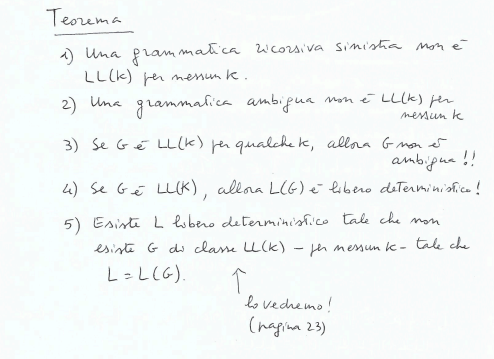 Teorema
1) Una grammatica ricorsiva sinistra non è
LL(k) per nessun k.
2) Una grammatica ambigua non è LL(k) per
nessun k
3) Se G è LL(k) per qualche k, allora G non è
ambigua!!
4) Se G è LL(k), allora L(G) è libero deterministico!
5) Esiste L libero deterministico tale che non
esiste G di classe LL(k) – per nessun k – tale che
L = L(G).
↑
lo vedremo!
(pagina 23)